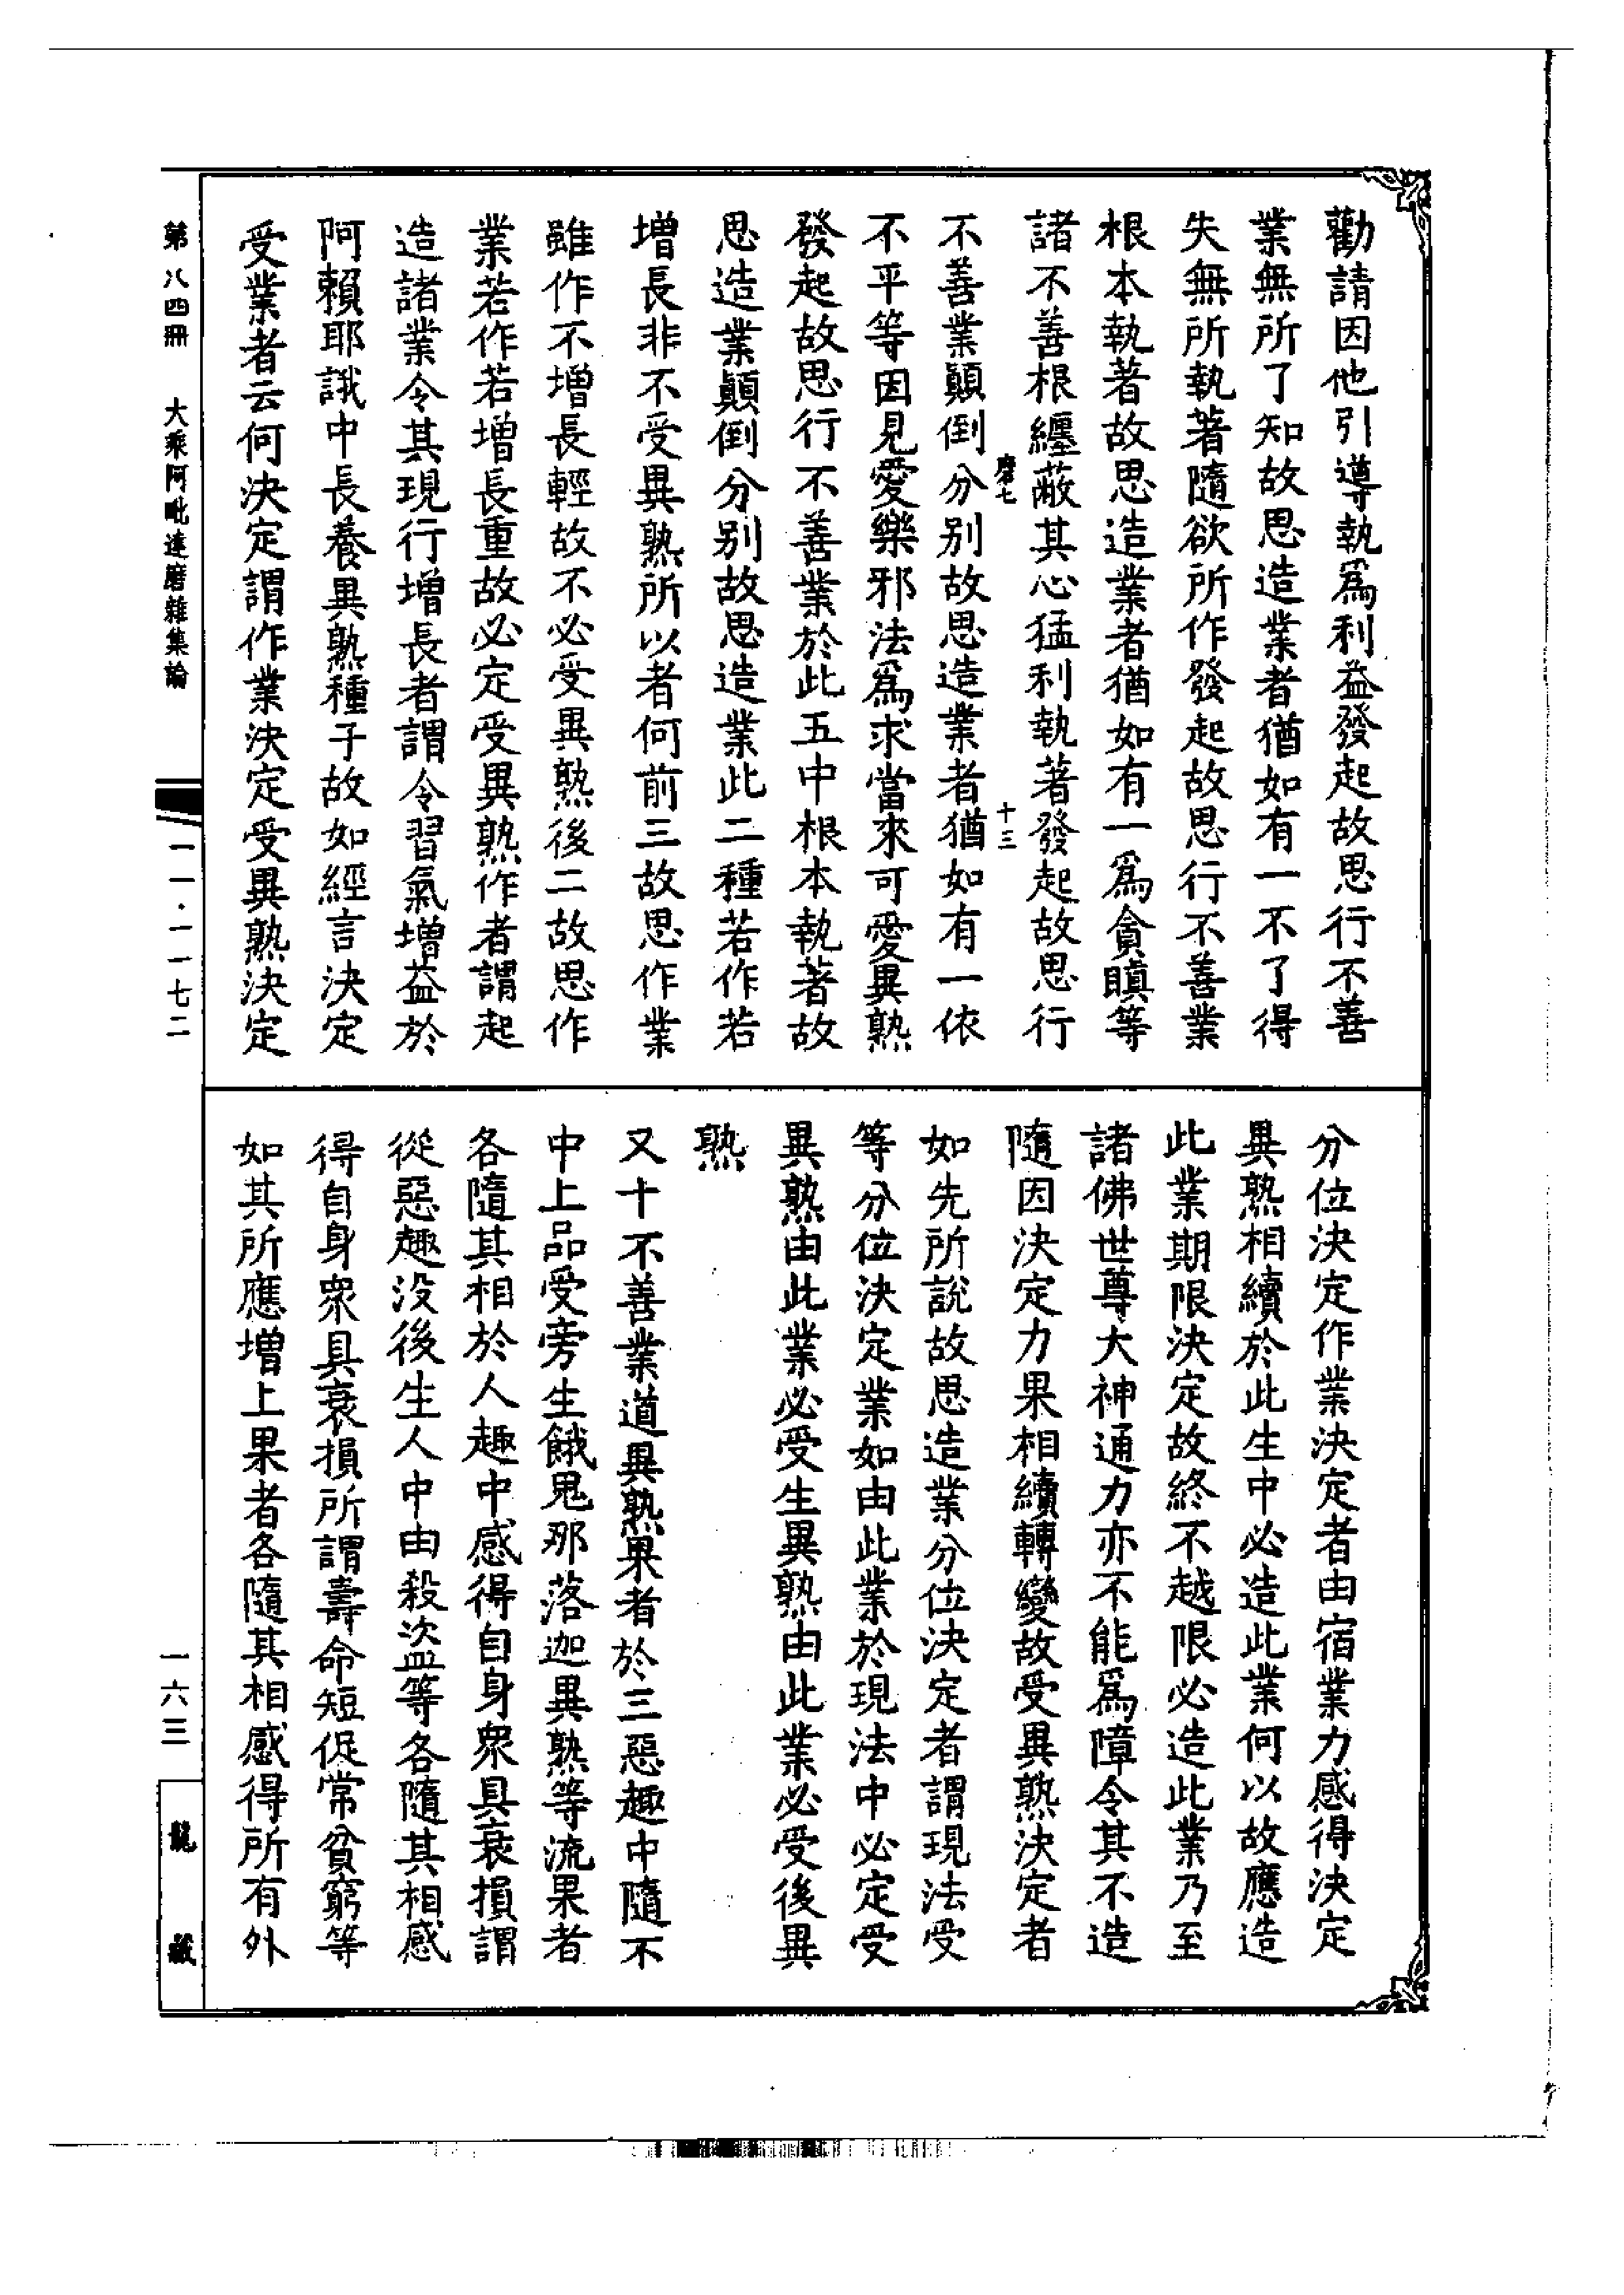 勸請因他引導執爲利益發起故思行不善
業無所了知故思造業者猶如有一不了得
失無所執著隨欲所作發起故思行不善業
根本執著故思造業者猶如有一爲貪瞋等
諸不善根纏蔽其心猛利執著發起故思行
磨七 十三
不善業顚倒分別故思造業者猶如有一依
不平等因見愛樂邪法爲求當來可愛異熟
發起故思行不善業於此五中根本執著故
思造業顚倒分别故思造業此二種若作若
增長非不受異熟所以者何前三故思作業
雖作不增長輕故不必受異熟後二故思作
業若作若增長重故必定受異熟作者謂起
造諸業令其現行增長者謂令習氣增益於
阿賴耶識中長養異熟種子故如經言決定
受業者云何決定謂作業決定受異熟決定
分位決定作業決定者由宿業力感得決定
異熟相續於此生中必造此業何以故應造
此業期限決定故終不越限必造此業乃至
諸佛世尊大神通力亦不能爲障令其不造
隨因決定力果相續轉變故受異熟決定者
如先所說故思造業分位決定者謂現法受
等分位決定業如由此業於現法中必定受
異熟由此業必受生異熟由此業必受後異
熟
又十不善業道異熟果者於三惡趣中隨下
中上品受旁生餓鬼那落迦異熟等流果者
各隨其相於人趣中感得自身衆具衰損謂
從惡趣没後生人中由殺盜等各隨其相感
得自身衆具衰損所謂壽命短促常貧窮等
如其所應增上果者各隨其相感得所有外
第八四冊 大乘阿毗達磨雜集論
一一·一一七二
一六三
龍藏